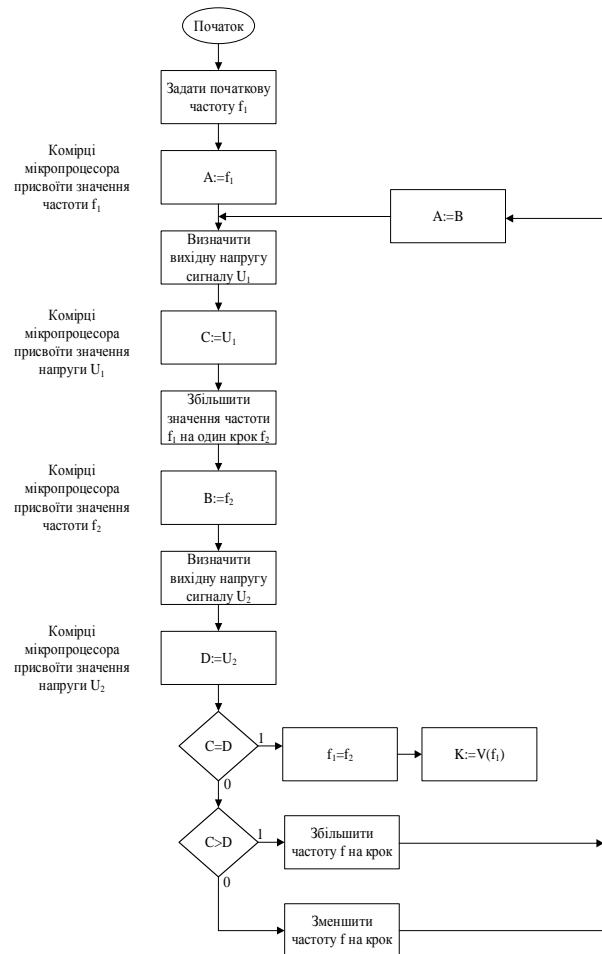 Початок
Задати початкову
частоту f₁
Комірці
мікропроцесора
присвоїти значення
частоти f₁
A:=f₁
A:=B
Визначити
вихідну напругу
сигналу U₁
Комірці
мікропроцесора
присвоїти значення
напруги U₁
C:=U₁
Збільшити
значення частоти
f₁ на один крок f₂
Комірці
мікропроцесора
присвоїти значення
частоти f₂
B:=f₂
Визначити
вихідну напругу
сигналу U₂
Комірці
мікропроцесора
присвоїти значення
напруги U₂
D:=U₂
C=D
1
f₁=f₂
K:=V(f₁)
0
C>D
1
Збільшити
частоту f на крок
0
Зменшити
частоту f на крок